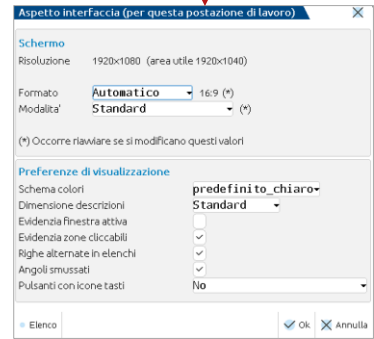 Aspetto interfaccia (per questa postazione di lavoro)
Schermo
Risoluzione 1920x1080 (area utile 1920x1040)
Formato Automatico 16:9 (*)
Modalita' Standard (*)
(*) Occorre riavviare se si modificano questi valori
Preferenze di visualizzazione
Schema colori predefinito_chiaro
Dimensione descrizioni Standard
Evidenzia finestra attiva
Evidenzia zone cliccabili
Righe alternate in elenchi
Angoli smussati
Pulsanti con icone tasti No
Elenco Ok Annulla